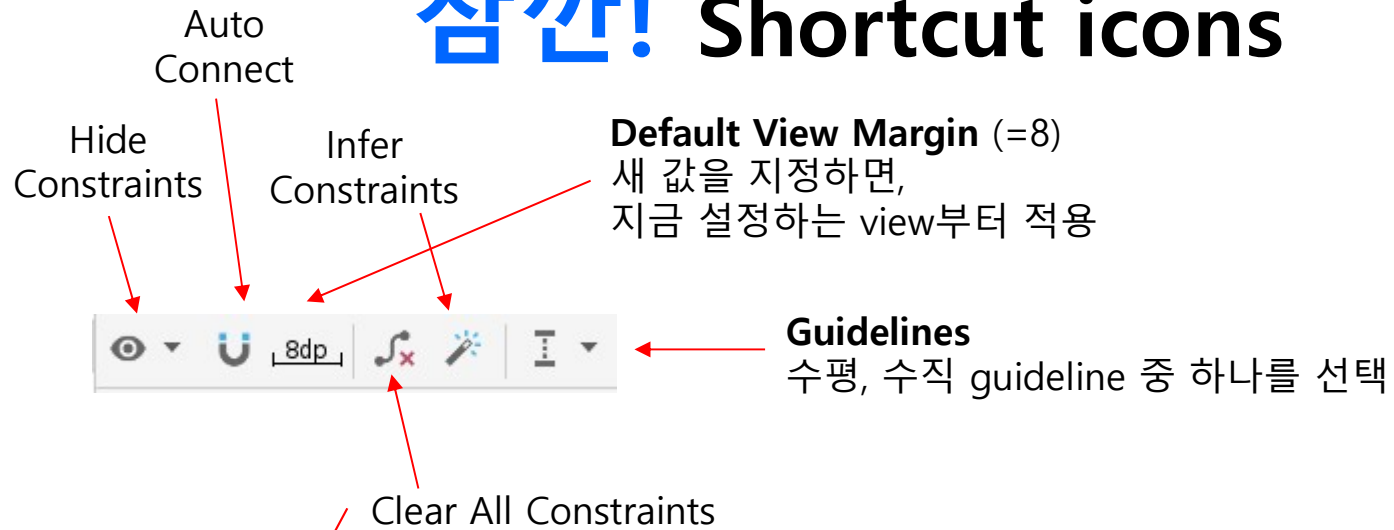 잠깐! Shortcut icons
Auto
Connect
Hide
Constraints
Infer
Constraints
Default View Margin (=8)
새 값을 지정하면,
지금 설정하는 view부터 적용
8dp
Guidelines
수평, 수직 guideline 중 하나를 선택
Clear All Constraints